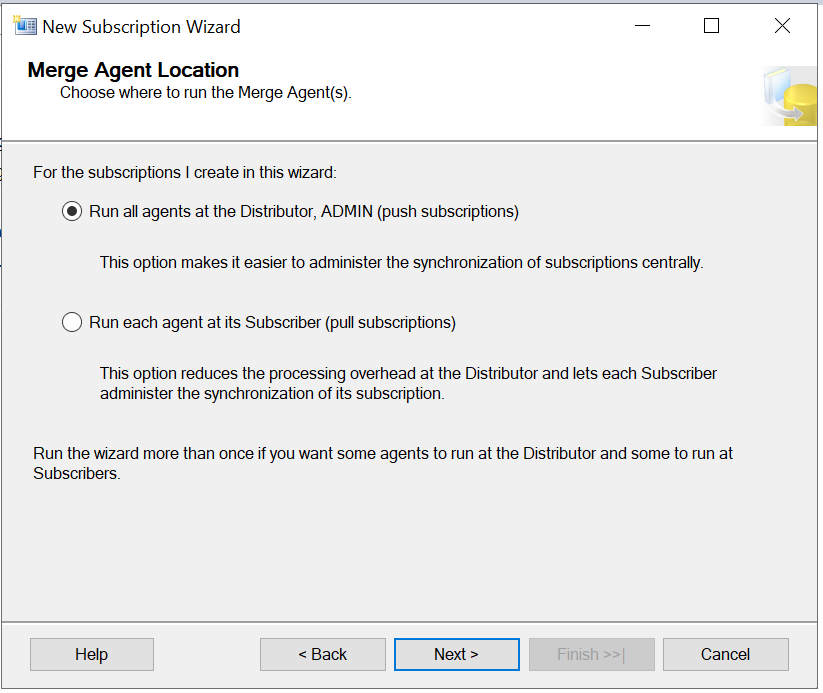 New Subscription Wizard
Merge Agent Location
Choose where to run the Merge Agent(s).
For the subscriptions I create in this wizard:
Run all agents at the Distributor, ADMIN (push subscriptions)
This option makes it easier to administer the synchronization of subscriptions centrally.
Run each agent at its Subscriber (pull subscriptions)
This option reduces the processing overhead at the Distributor and lets each Subscriber
administer the synchronization of its subscription.
Run the wizard more than once if you want some agents to run at the Distributor and some to run at
Subscribers.
Help
< Back
Next >
Finish >>|
Cancel